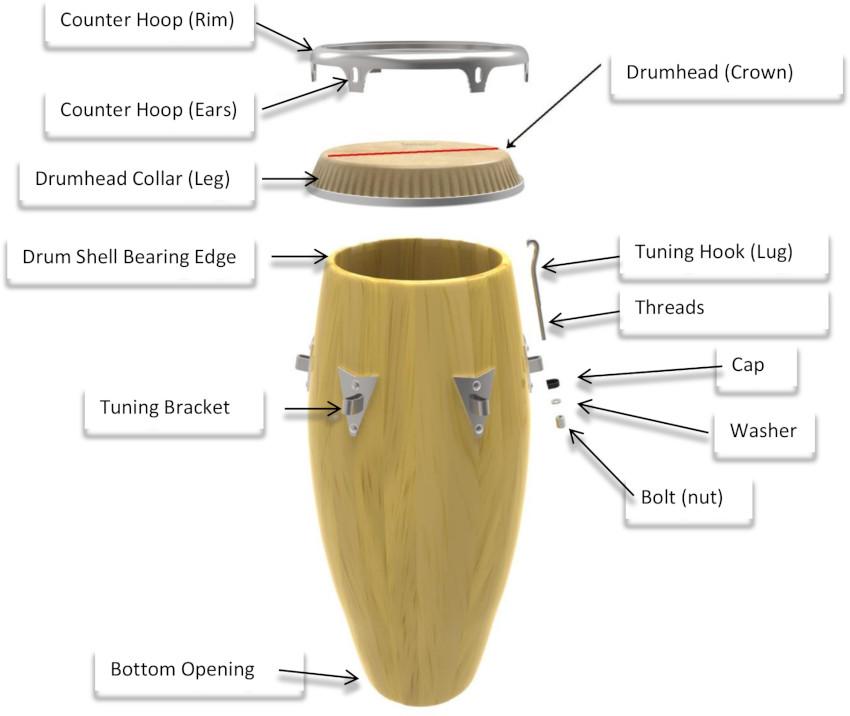 Counter Hoop (Rim)
Drumhead (Crown)
Counter Hoop (Ears)
Drumhead Collar (Leg)
Drum Shell Bearing Edge
Tuning Hook (Lug)
Threads
Cap
Tuning Bracket
Washer
Bolt (nut)
Bottom Opening